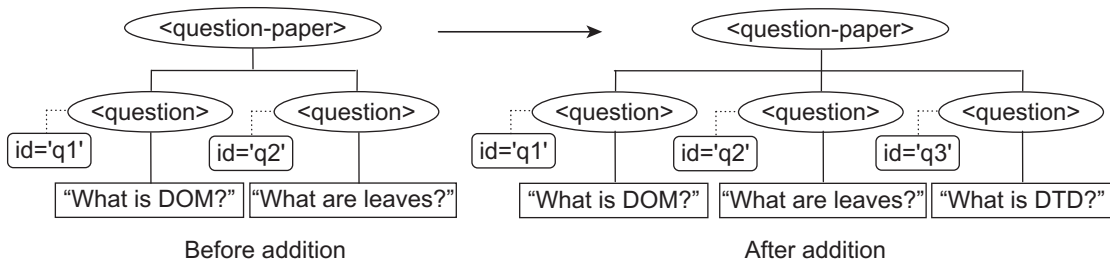 <question-paper>
<question-paper>
<question>
<question>
<question>
<question>
<question>
id='q1'
id='q2'
id='q1'
id='q2'
id='q3'
“What is DOM?”
“What are leaves?”
“What is DOM?”
“What are leaves?”
“What is DTD?”
Before addition
After addition